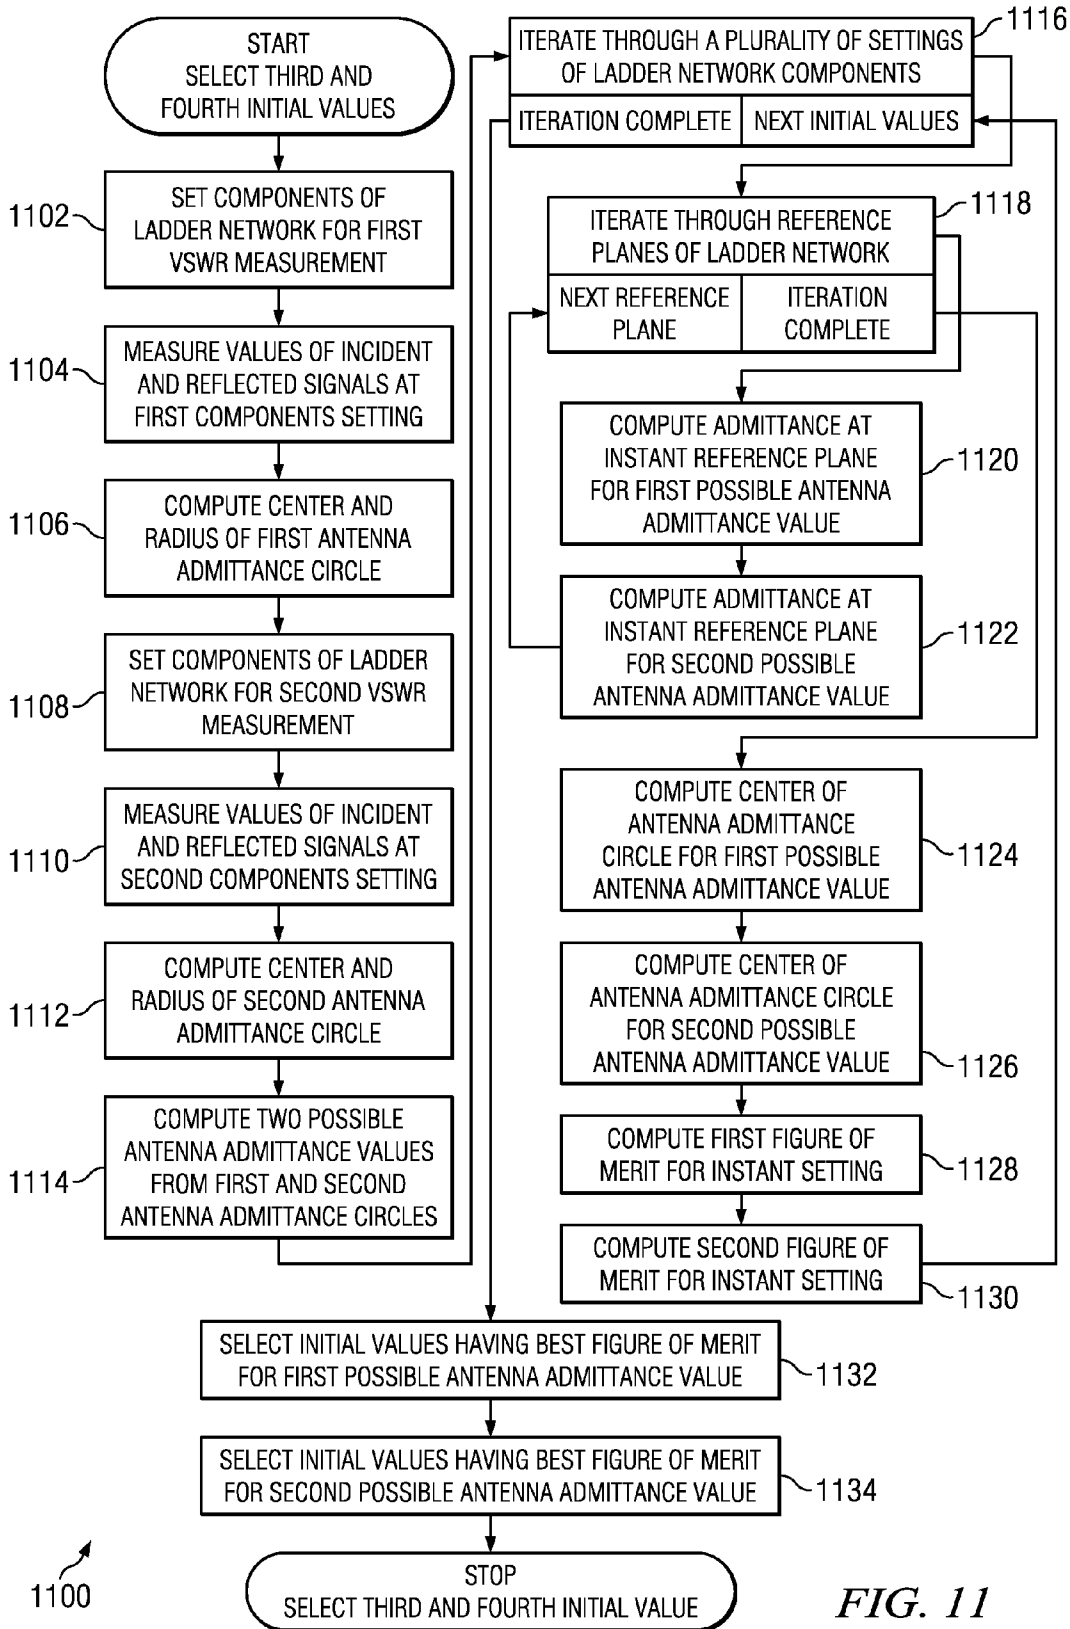 START
SELECT THIRD AND
FOURTH INITIAL VALUES
1102
SET COMPONENTS OF
LADDER NETWORK FOR FIRST
VSWR MEASUREMENT
1104
MEASURE VALUES OF INCIDENT
AND REFLECTED SIGNALS AT
FIRST COMPONENTS SETTING
1106
COMPUTE CENTER AND
RADIUS OF FIRST ANTENNA
ADMITTANCE CIRCLE
1108
SET COMPONENTS OF LADDER
NETWORK FOR SECOND VSWR
MEASUREMENT
1110
MEASURE VALUES OF INCIDENT
AND REFLECTED SIGNALS AT
SECOND COMPONENTS SETTING
1112
COMPUTE CENTER AND
RADIUS OF SECOND ANTENNA
ADMITTANCE CIRCLE
1114
COMPUTE TWO POSSIBLE
ANTENNA ADMITTANCE VALUES
FROM FIRST AND SECOND
ANTENNA ADMITTANCE CIRCLES
1116
ITERATE THROUGH A PLURALITY OF SETTINGS
OF LADDER NETWORK COMPONENTS
ITERATION COMPLETE
NEXT INITIAL VALUES
1118
ITERATE THROUGH REFERENCE
PLANES OF LADDER NETWORK
NEXT REFERENCE
PLANE
ITERATION
COMPLETE
COMPUTE ADMITTANCE AT
INSTANT REFERENCE PLANE
FOR FIRST POSSIBLE ANTENNA
ADMITTANCE VALUE
1120
COMPUTE ADMITTANCE AT
INSTANT REFERENCE PLANE
FOR SECOND POSSIBLE
ANTENNA ADMITTANCE VALUE
1122
COMPUTE CENTER OF
ANTENNA ADMITTANCE
CIRCLE FOR FIRST POSSIBLE
ANTENNA ADMITTANCE VALUE
1124
COMPUTE CENTER OF
ANTENNA ADMITTANCE CIRCLE
FOR SECOND POSSIBLE
ANTENNA ADMITTANCE VALUE
1126
COMPUTE FIRST FIGURE OF
MERIT FOR INSTANT SETTING
1128
COMPUTE SECOND FIGURE OF
MERIT FOR INSTANT SETTING
1130
SELECT INITIAL VALUES HAVING BEST FIGURE OF MERIT
FOR FIRST POSSIBLE ANTENNA ADMITTANCE VALUE
1132
SELECT INITIAL VALUES HAVING BEST FIGURE OF MERIT
FOR SECOND POSSIBLE ANTENNA ADMITTANCE VALUE
1134
STOP
SELECT THIRD AND FOURTH INITIAL VALUE
1100
FIG. 11